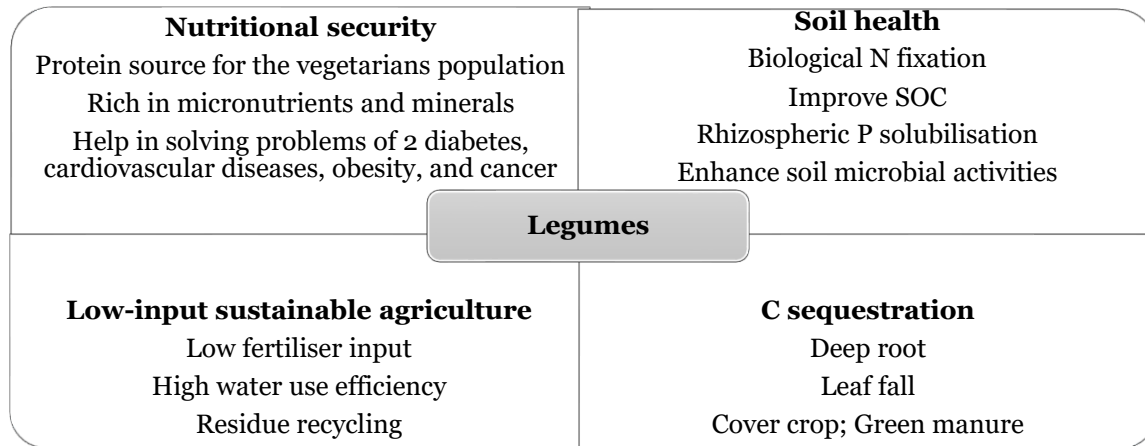 Nutritional security
Protein source for the vegetarians population
Rich in micronutrients and minerals
Help in solving problems of 2 diabetes,
cardiovascular diseases, obesity, and cancer
Soil health
Biological N fixation
Improve SOC
Rhizospheric P solubilisation
Enhance soil microbial activities
Legumes
Low-input sustainable agriculture
Low fertiliser input
High water use efficiency
Residue recycling
C sequestration
Deep root
Leaf fall
Cover crop; Green manure